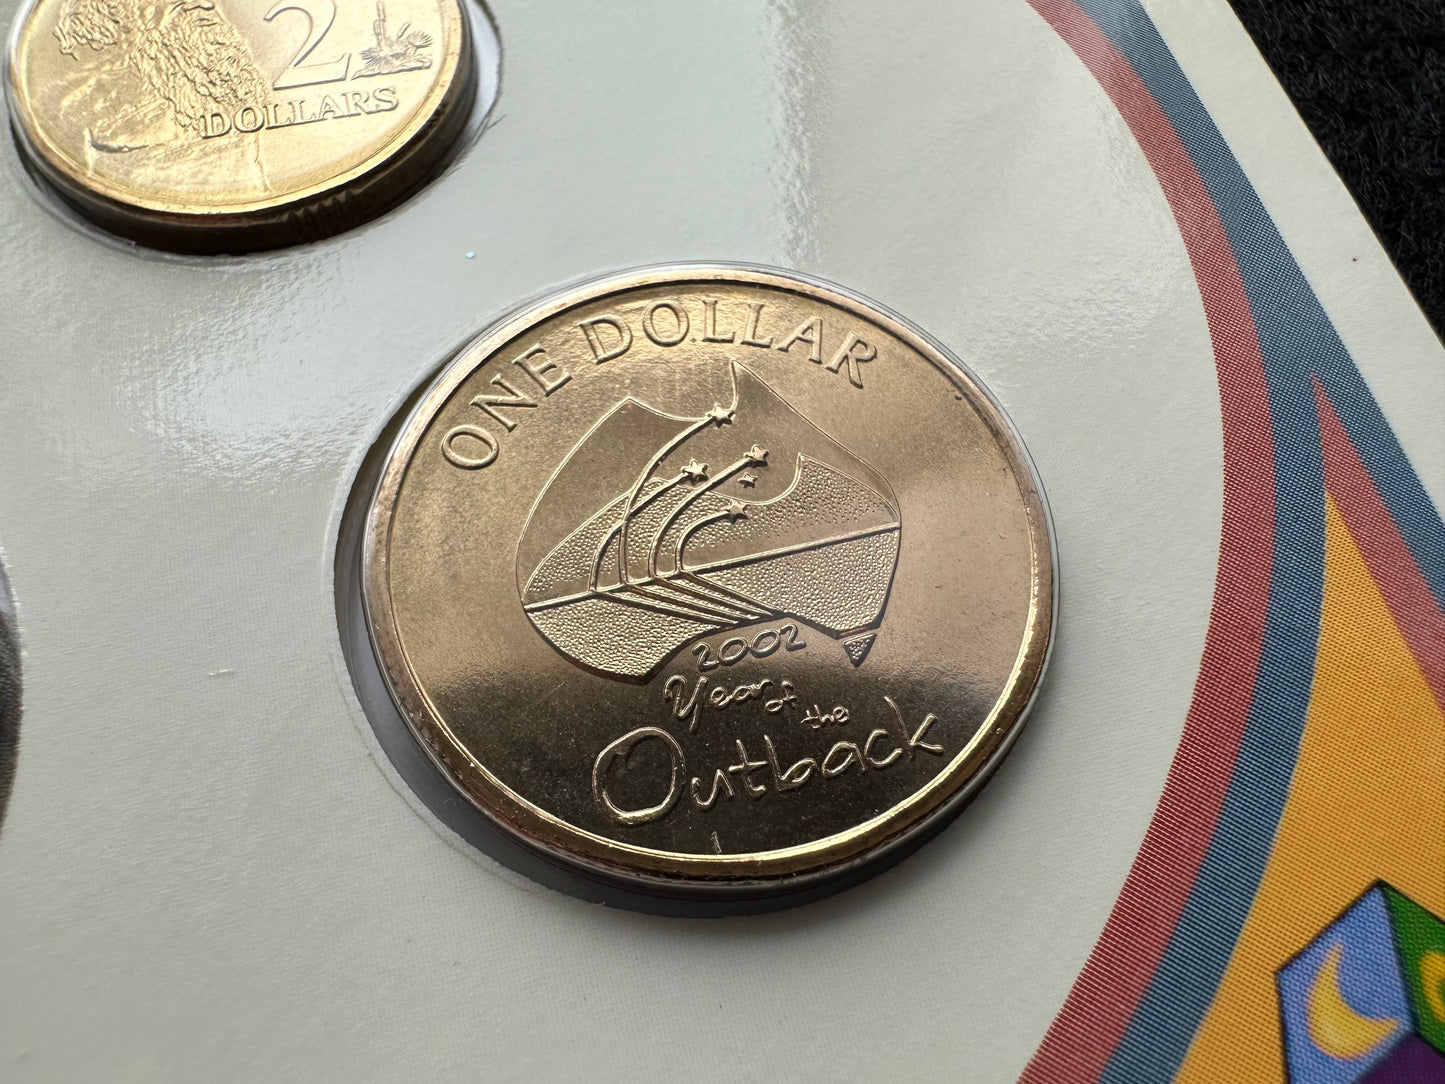 2
DOLLARS
ONE DOLLAR
2002
Year of
the
Outback